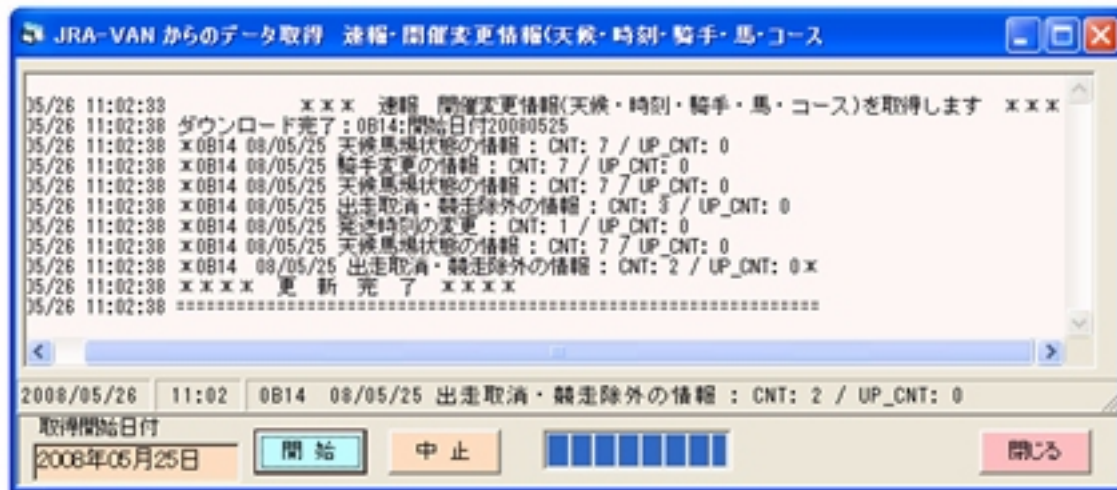 JRA-VAN からのデータ取得　速報・開催変更情報(天候・時刻・騎手・馬・コース
05/26 11:02:33　　　　　　＊＊＊　速報　開催変更情報(天候・時刻・騎手・馬・コース)を取得します　＊＊＊
05/26 11:02:38 ダウンロード完了:0B14:開始日付20080525
05/26 11:02:38 ＊0B14 08/05/25 天候馬場状態の情報 : CNT: 7 / UP_CNT: 0
05/26 11:02:38 ＊0B14 08/05/25 騎手変更の情報 : CNT: 7 / UP_CNT: 0
05/26 11:02:38 ＊0B14 08/05/25 天候馬場状態の情報 : CNT: 7 / UP_CNT: 0
05/26 11:02:38 ＊0B14 08/05/25 出走取消・競走除外の情報 : CNT: 3 / UP_CNT: 0
05/26 11:02:38 ＊0B14 08/05/25 発送時刻の変更 : CNT: 1 / UP_CNT: 0
05/26 11:02:38 ＊0B14 08/05/25 天候馬場状態の情報 : CNT: 7 / UP_CNT: 0
05/26 11:02:38 ＊0B14　08/05/25 出走取消・競走除外の情報 : CNT: 2 / UP_CNT: 0＊
05/26 11:02:38 ＊＊＊＊　更　新　完　了　＊＊＊＊
05/26 11:02:38 ======================================================================
2008/05/26　11:02　0B14　08/05/25 出走取消・競走除外の情報 : CNT: 2 / UP_CNT: 0
取得開始日付
2008年05月25日　開 始　中 止　閉じる